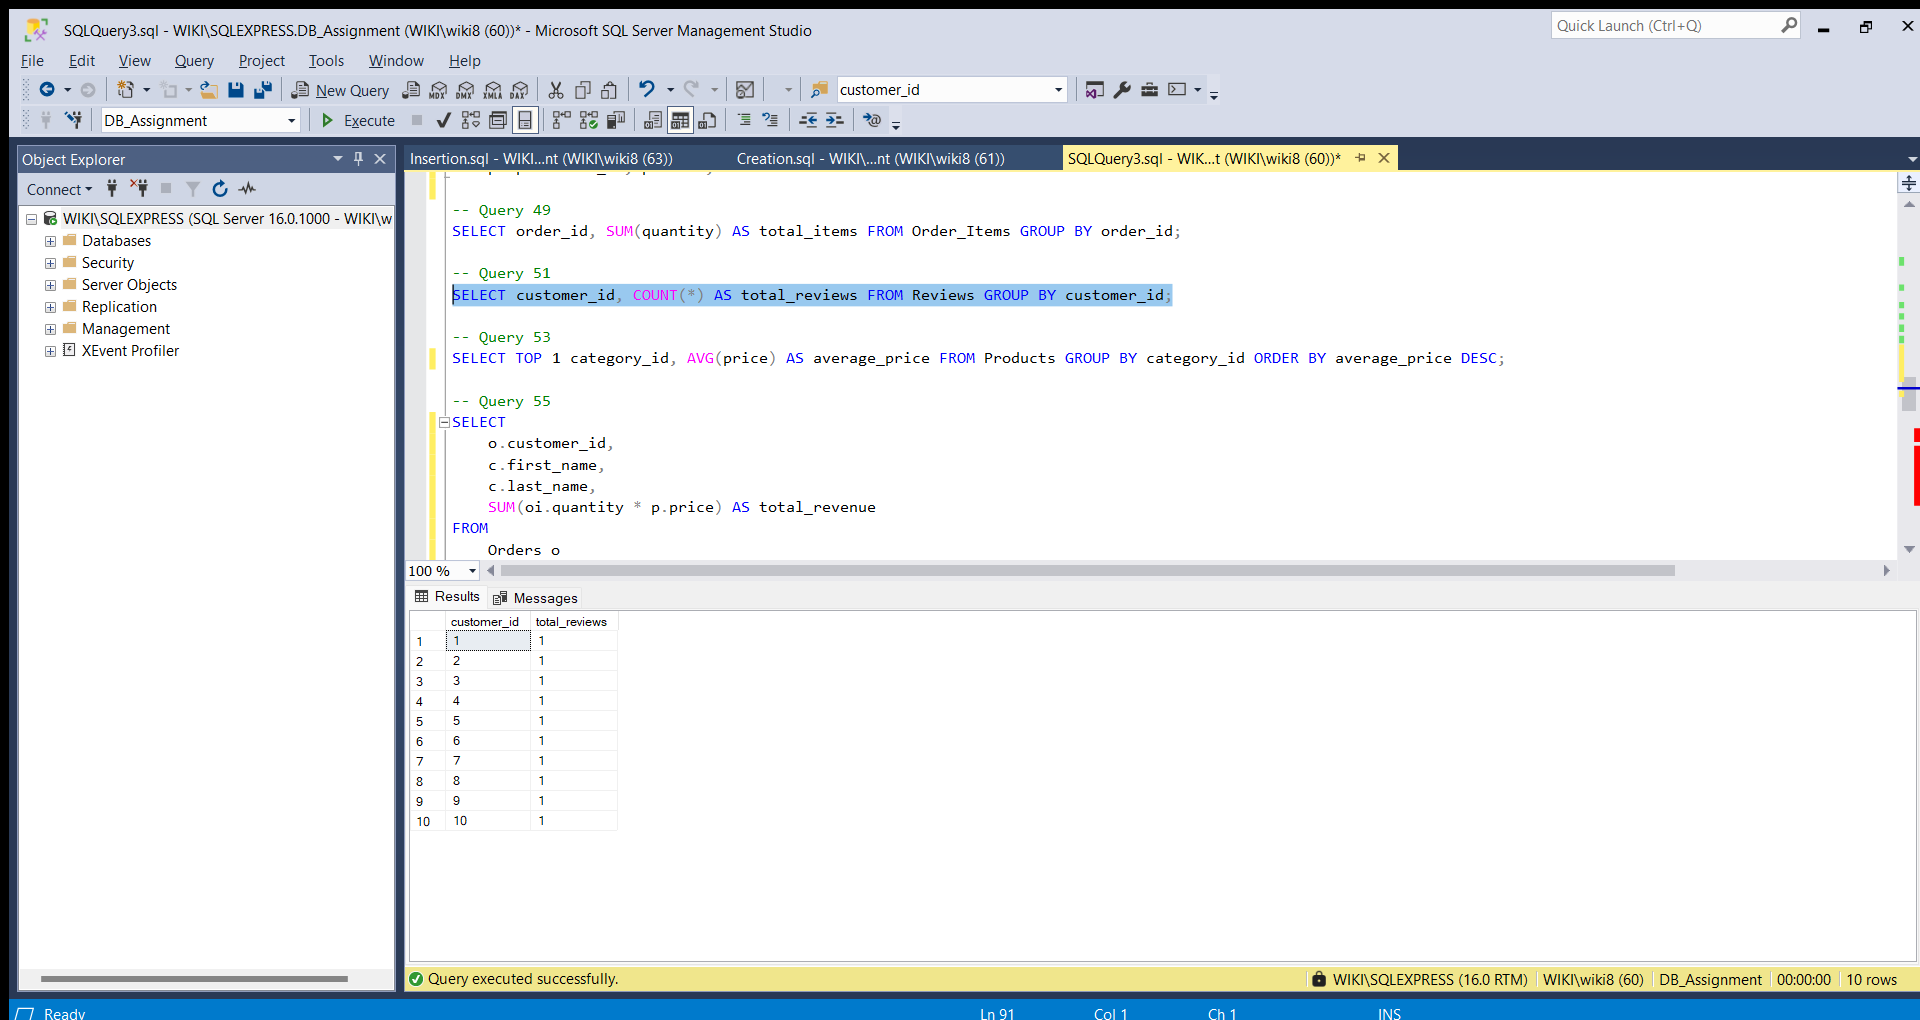 SQLQuery3.sql - WIKI\SQLEXPRESS.DB_Assignment (WIKI\wiki8 (60))* - Microsoft SQL Server Management Studio
Quick Launch (Ctrl+Q)
File Edit View Query Project Tools Window Help
New Query
MDX DMX XMLA DAX
customer_id
DB_Assignment
Execute
Object Explorer
Connect
WIKI\SQLEXPRESS (SQL Server 16.0.1000 - WIKI\w
Databases
Security
Server Objects
Replication
Management
XEvent Profiler
Insertion.sql - WIKI...nt (WIKI\wiki8 (63))
Creation.sql - WIKI\...nt (WIKI\wiki8 (61))
SQLQuery3.sql - WIK...t (WIKI\wiki8 (60))*
-- Query 49
SELECT order_id, SUM(quantity) AS total_items FROM Order_Items GROUP BY order_id;
-- Query 51
SELECT customer_id, COUNT(*) AS total_reviews FROM Reviews GROUP BY customer_id;
-- Query 53
SELECT TOP 1 category_id, AVG(price) AS average_price FROM Products GROUP BY category_id ORDER BY average_price DESC;
-- Query 55
SELECT
o.customer_id,
c.first_name,
c.last_name,
SUM(oi.quantity * p.price) AS total_revenue
FROM
Orders o
100 %
Results Messages
customer_id total_reviews
1 1 1
2 2 1
3 3 1
4 4 1
5 5 1
6 6 1
7 7 1
8 8 1
9 9 1
10 10 1
Query executed successfully.
WIKI\SQLEXPRESS (16.0 RTM) WIKI\wiki8 (60) DB_Assignment 00:00:00 10 rows
Ready Ln 91 Col 1 Ch 1 INS